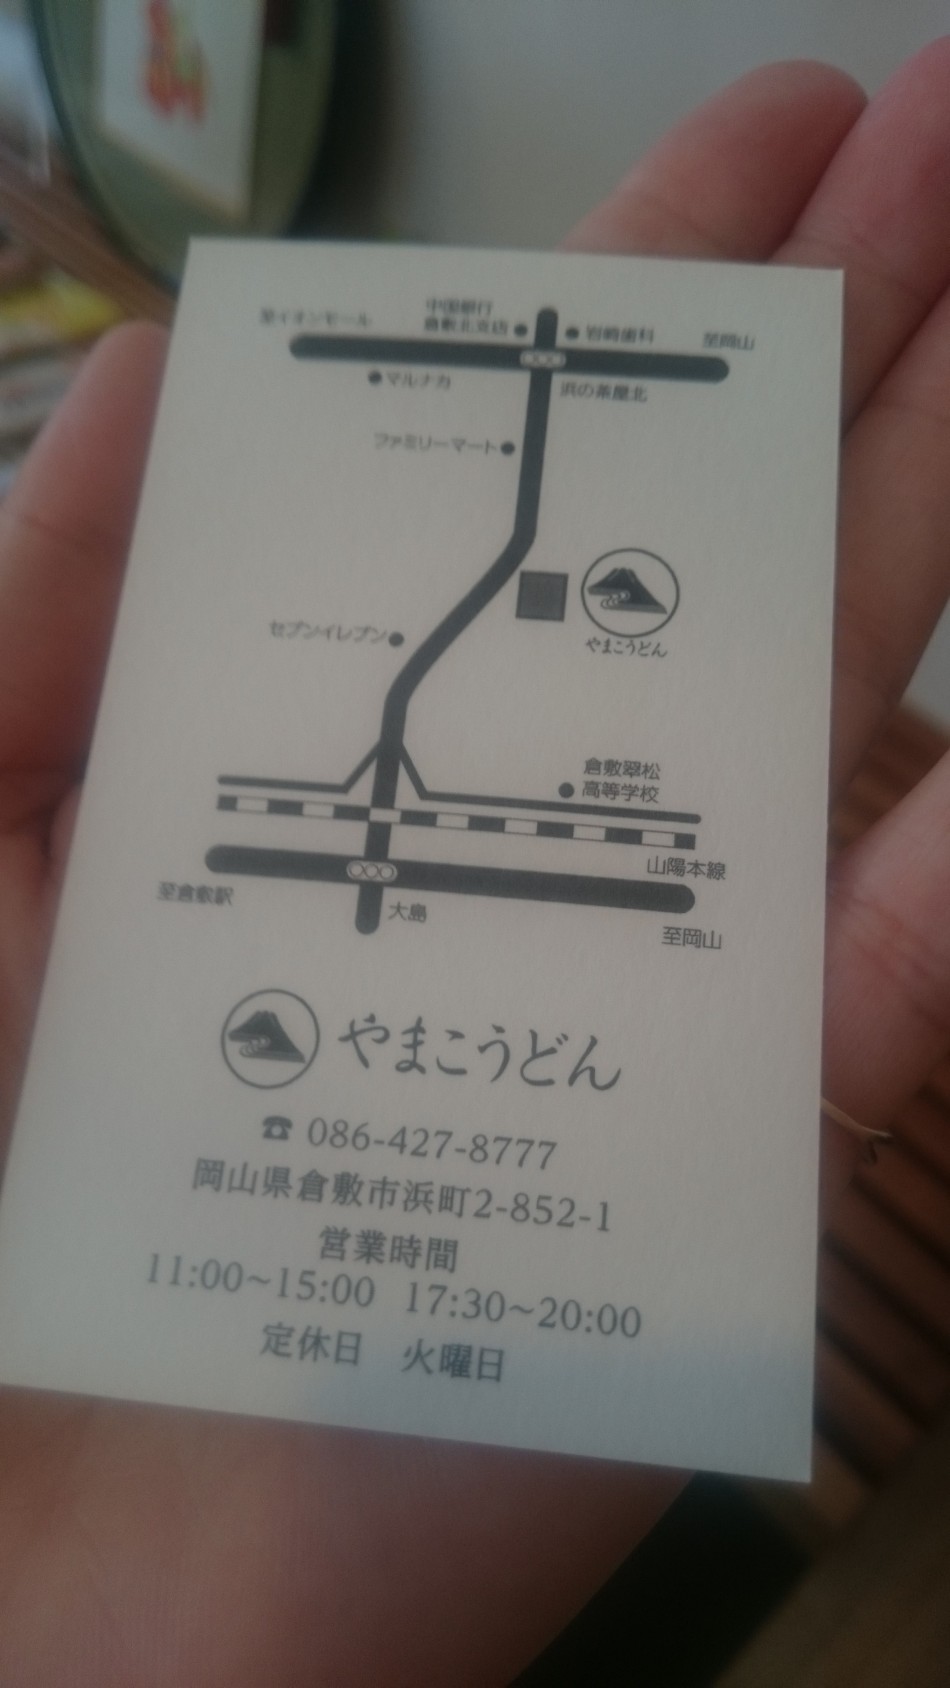 中国銀行
至イオンモール
倉敷北支店
岩崎歯科
至岡山
マルナカ
浜の茶屋北
ファミリーマート
セブンイレブン
やまこうどん
倉敷翠松
高等学校
山陽本線
至倉敷駅
大島
至岡山
やまこうどん
☎ 086-427-8777
岡山県倉敷市浜町2-852-1
営業時間
11:00~15:00 17:30~20:00
定休日 火曜日